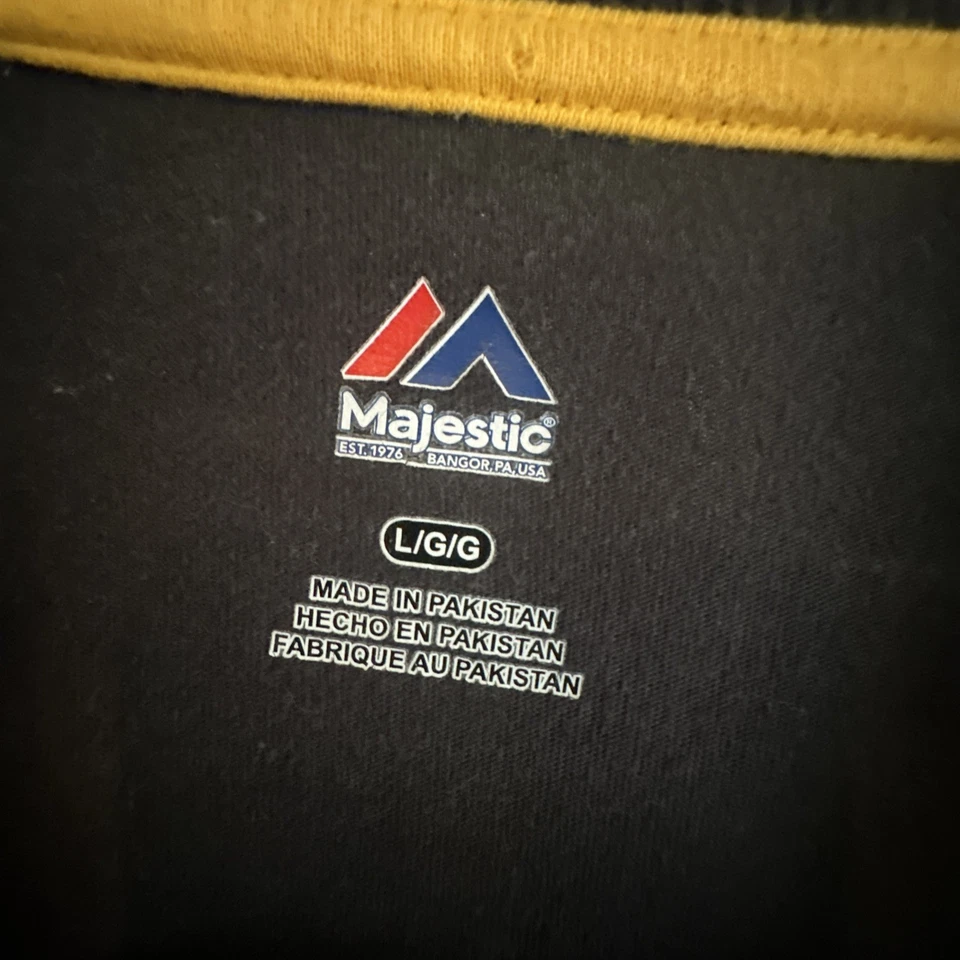 Majestic®
EST. 1976 BANGOR, PA, USA
L/G/G
MADE IN PAKISTAN
HECHO EN PAKISTAN
FABRIQUE AU PAKISTAN